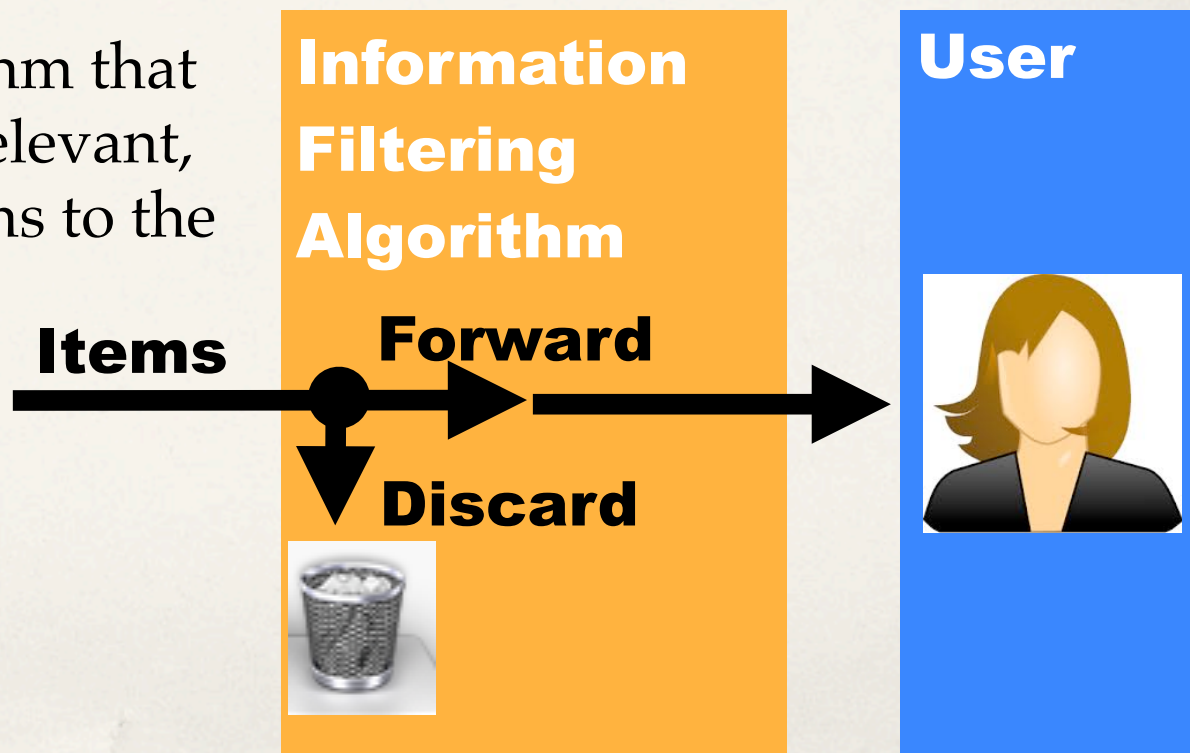 hm that
elevant,
ns to the
Items
Information
Filtering
Algorithm
Forward
Discard
User